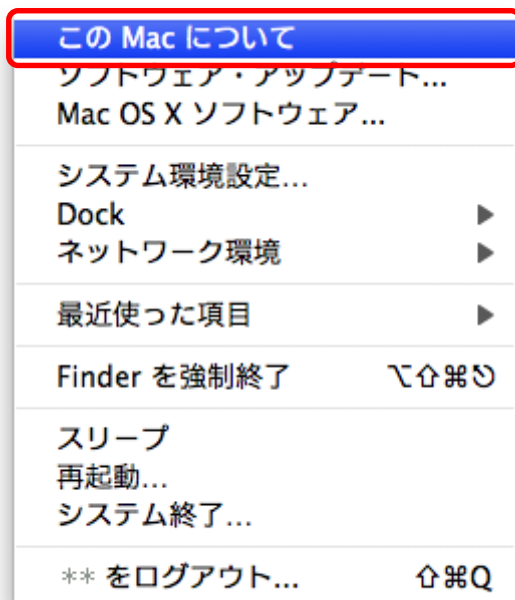 この Mac について
ソフトウェア・アップデート...
Mac OS X ソフトウェア...
システム環境設定...
Dock ▶
ネットワーク環境 ▶
最近使った項目 ▶
Finder を強制終了 ⌥⇧⌘⎋
スリープ
再起動...
システム終了...
** をログアウト... ⇧⌘Q